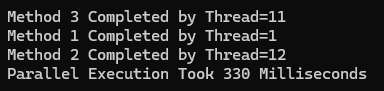 Method 3 Completed by Thread=11
Method 1 Completed by Thread=1
Method 2 Completed by Thread=12
Parallel Execution Took 330 Milliseconds